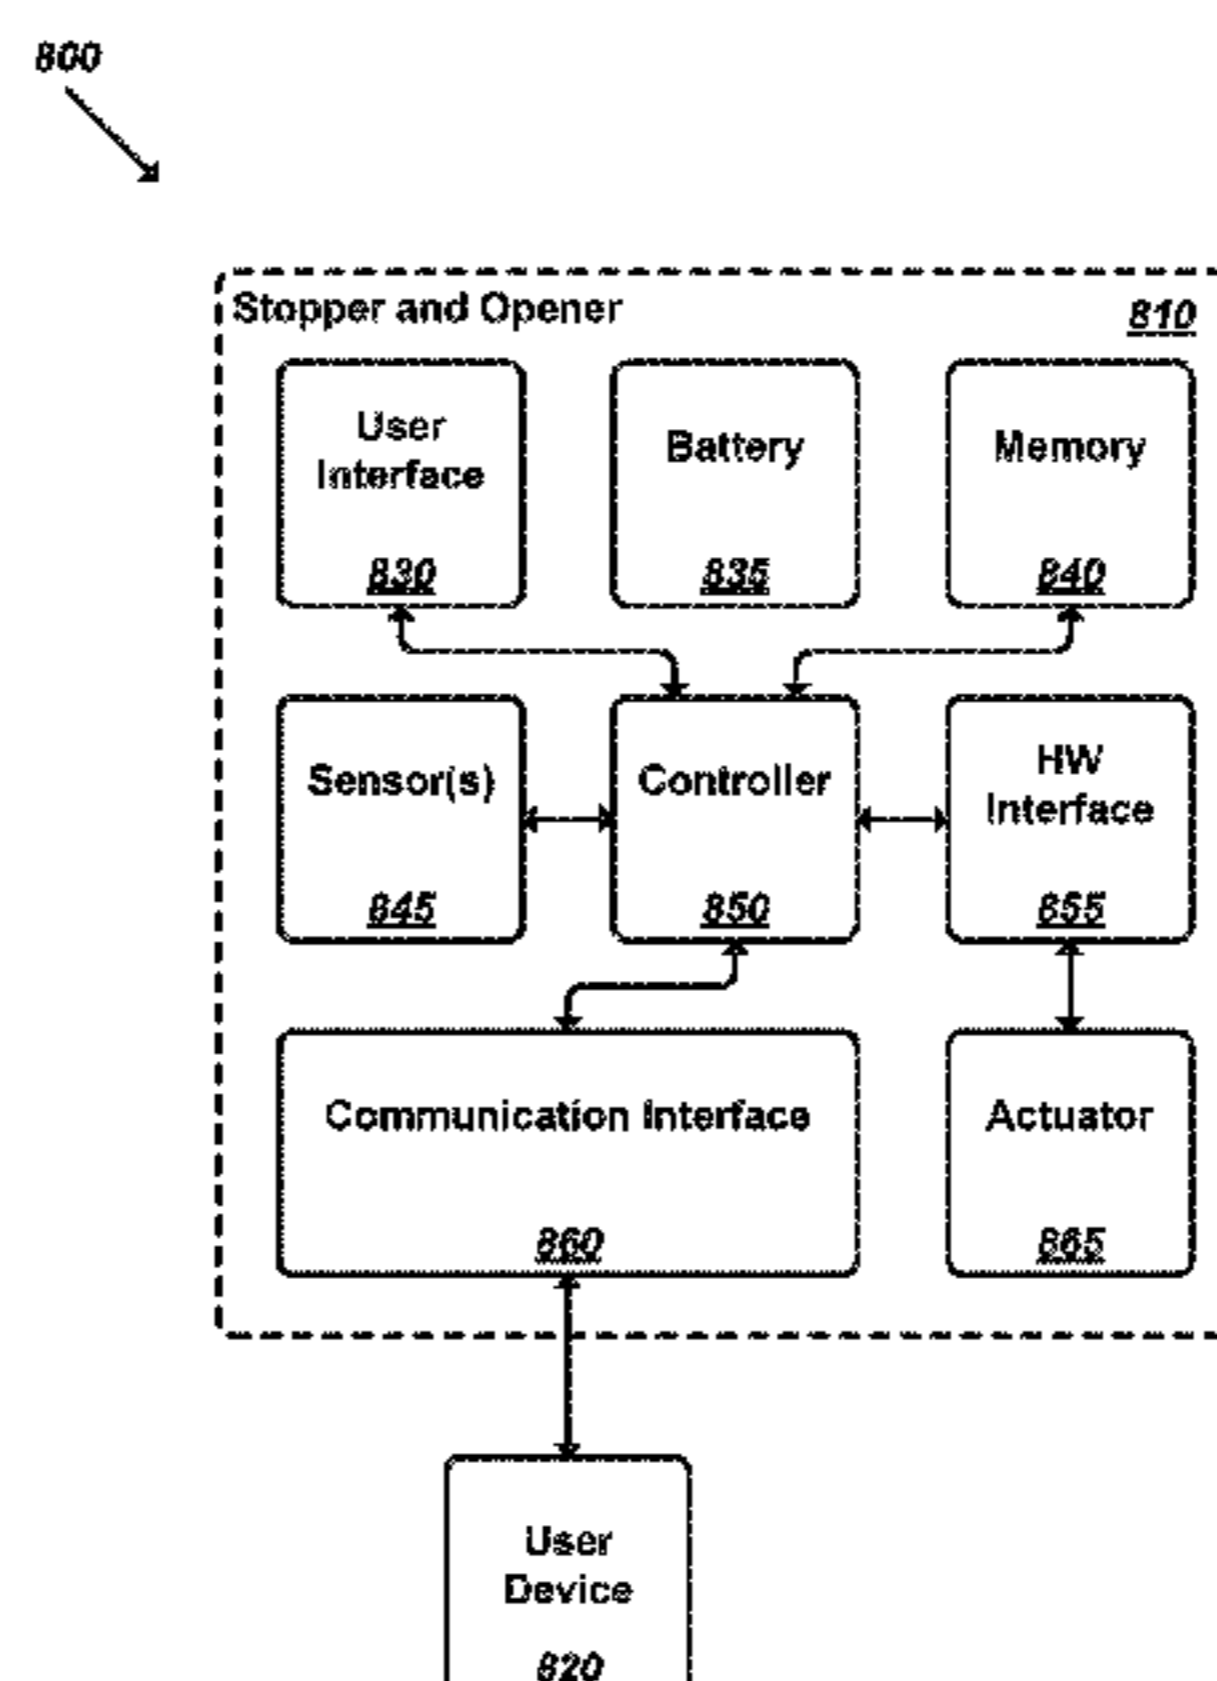 800
Stopper and Opener 810
User Interface
830
Battery
835
Memory
840
Sensor(s)
845
Controller
850
HW Interface
855
Communication Interface
860
Actuator
865
User Device
820